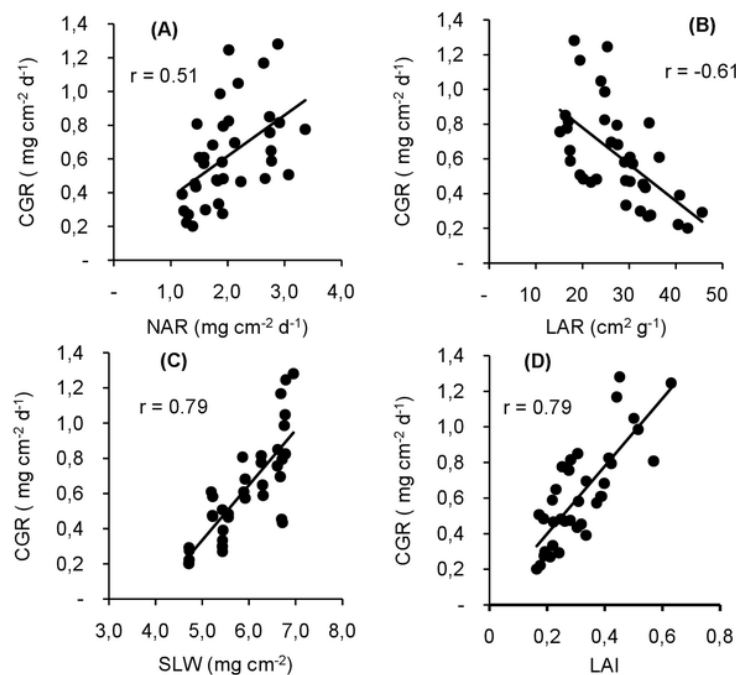 (A)
r = 0.51
CGR ( mg cm-2 d-1)
1,4
1,2
1,0
0,8
0,6
0,4
0,2
-
- 1,0 2,0 3,0 4,0
NAR (mg cm-2 d-1)
(B)
r = -0.61
CGR ( mg cm-2 d-1)
1,4
1,2
1,0
0,8
0,6
0,4
0,2
-
- 10 20 30 40 50
LAR (cm2 g-1)
(C)
r = 0.79
CGR ( mg cm-2 d-1)
1,4
1,2
1,0
0,8
0,6
0,4
0,2
-
3,0 4,0 5,0 6,0 7,0 8,0
SLW (mg cm-2)
(D)
r = 0.79
CGR ( mg cm-2 d-1)
1,4
1,2
1,0
0,8
0,6
0,4
0,2
-
0 0,2 0,4 0,6 0,8
LAI